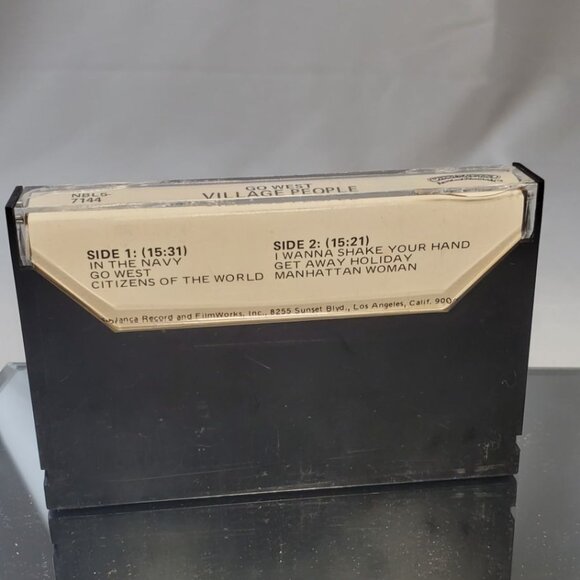 NBL5-
7144
GO WEST
VILLAGE PEOPLE
SIDE 1: (15:31)
IN THE NAVY
GO WEST
CITIZENS OF THE WORLD
SIDE 2: (15:21)
I WANNA SHAKE YOUR HAND
GET AWAY HOLIDAY
MANHATTAN WOMAN
Record and FilmWorks, Inc., 8255 Sunset Blvd., Los Angeles, Calif. 900